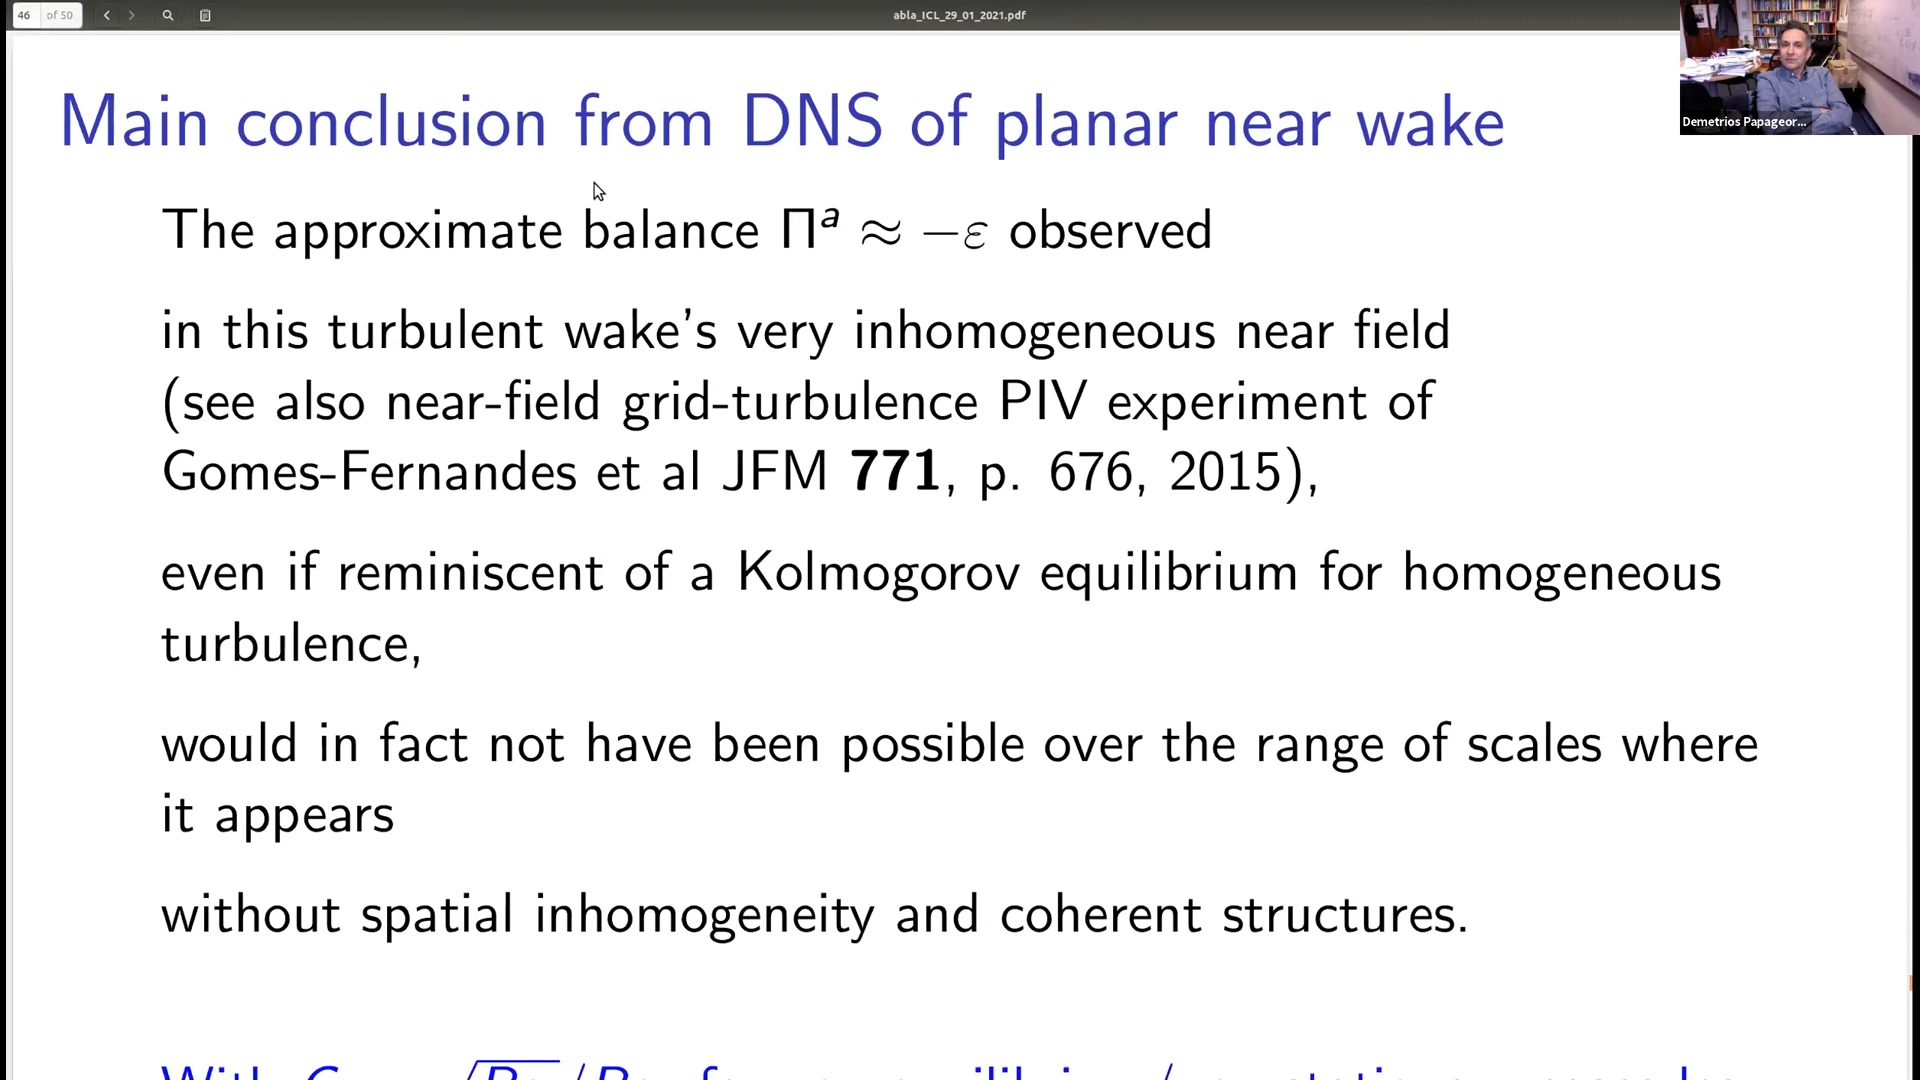 46 of 50
abla_ICL_29_01_2021.pdf
Demetrios Papageor...
Main conclusion from DNS of planar near wake
The approximate balance Πᵃ ≈ −ε observed
in this turbulent wake's very inhomogeneous near field
(see also near-field grid-turbulence PIV experiment of
Gomes-Fernandes et al JFM 771, p. 676, 2015),
even if reminiscent of a Kolmogorov equilibrium for homogeneous
turbulence,
would in fact not have been possible over the range of scales where
it appears
without spatial inhomogeneity and coherent structures.
With